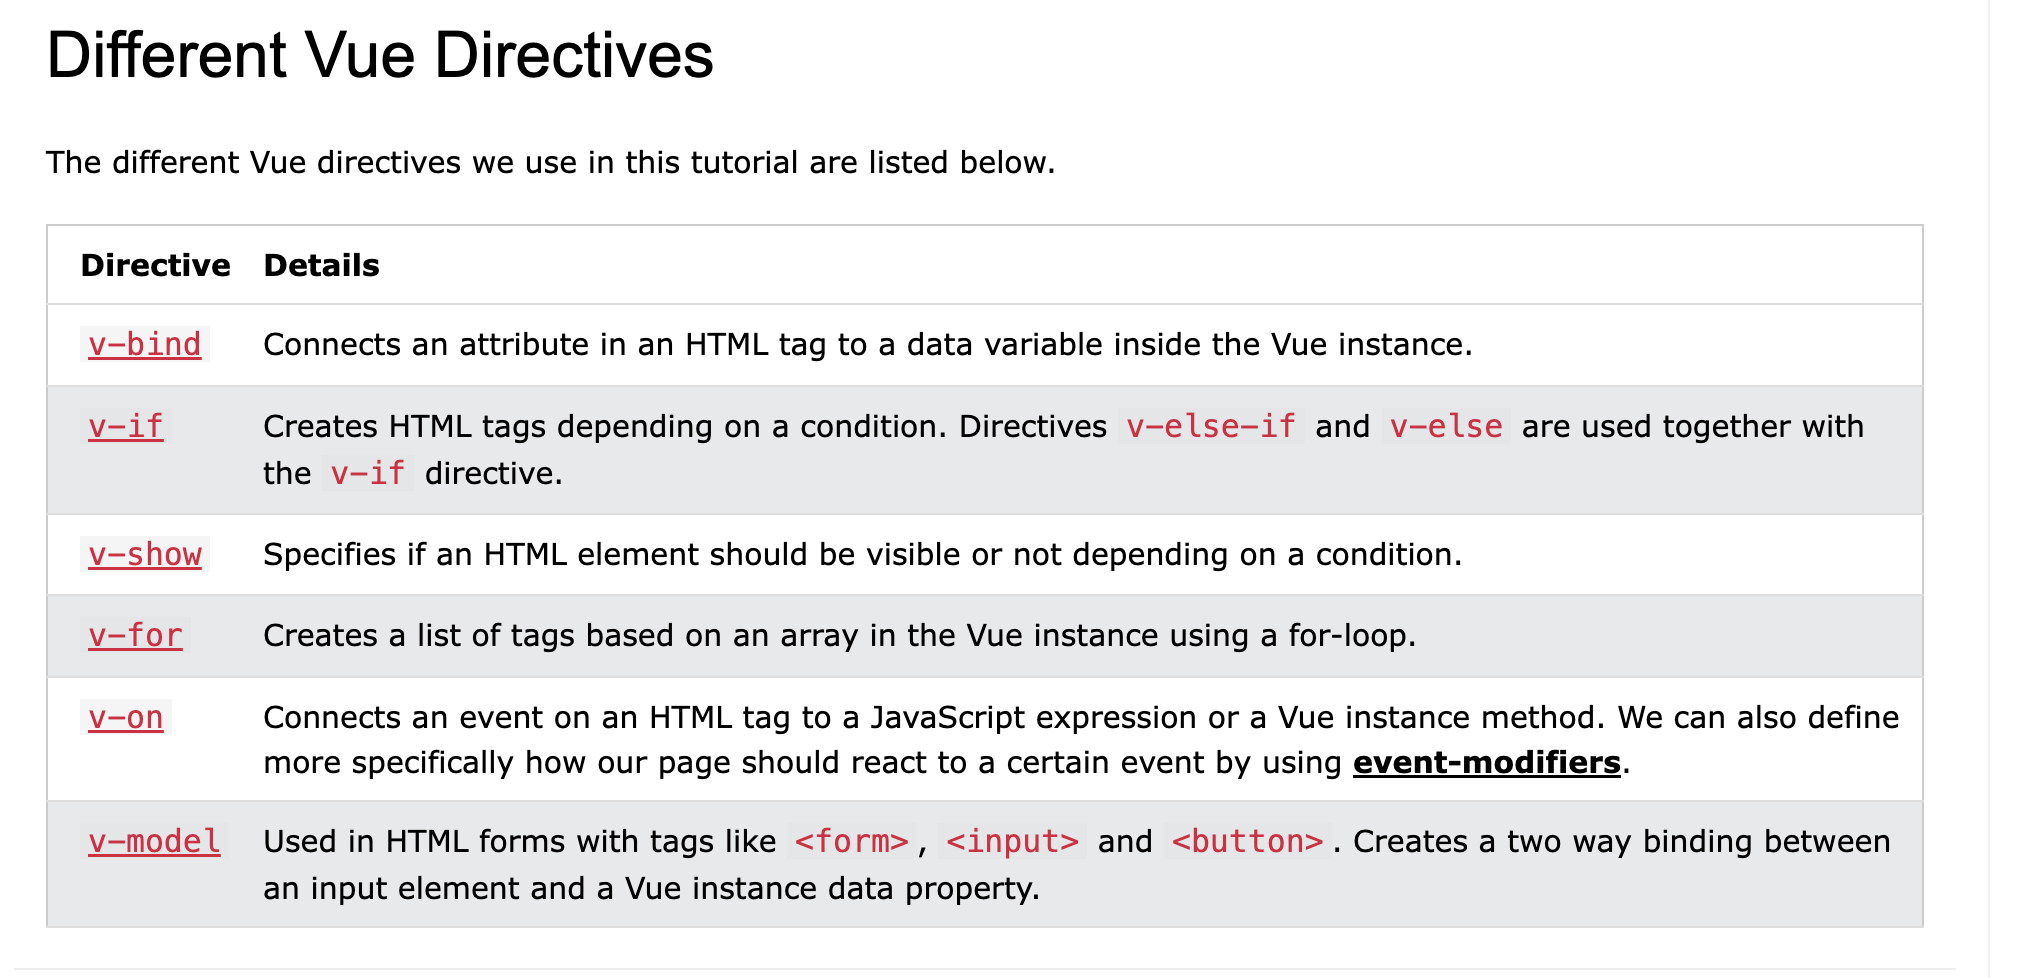 Different Vue Directives
The different Vue directives we use in this tutorial are listed below.
Directive Details
v-bind Connects an attribute in an HTML tag to a data variable inside the Vue instance.
v-if Creates HTML tags depending on a condition. Directives v-else-if and v-else are used together with
the v-if directive.
v-show Specifies if an HTML element should be visible or not depending on a condition.
v-for Creates a list of tags based on an array in the Vue instance using a for-loop.
v-on Connects an event on an HTML tag to a JavaScript expression or a Vue instance method. We can also define
more specifically how our page should react to a certain event by using event-modifiers.
v-model Used in HTML forms with tags like <form>, <input> and <button>. Creates a two way binding between
an input element and a Vue instance data property.